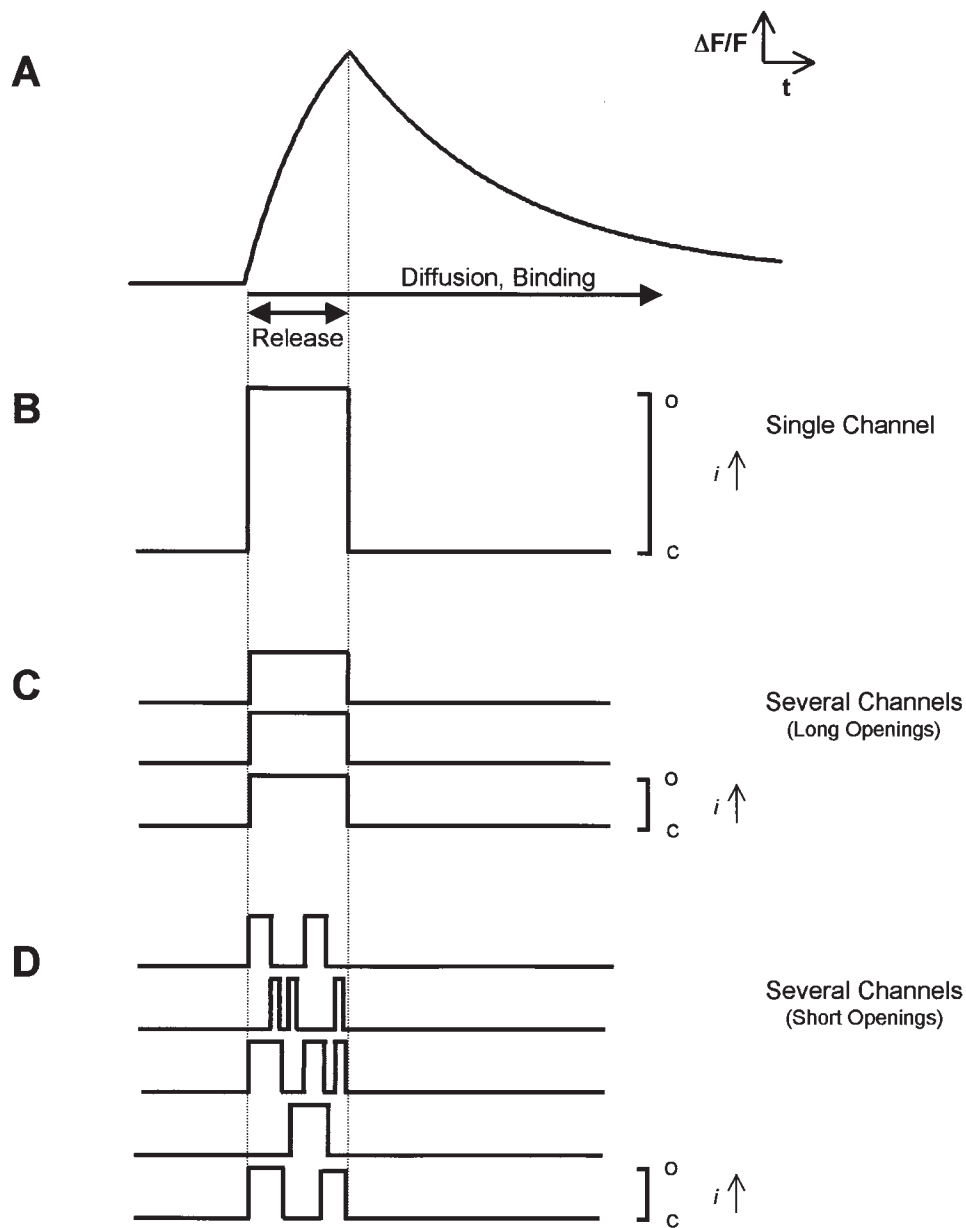 A
ΔF/F
t
Diffusion, Binding
Release
B
o
Single Channel
i
c
C
Several Channels
(Long Openings)
o
i
c
D
Several Channels
(Short Openings)
o
i
c